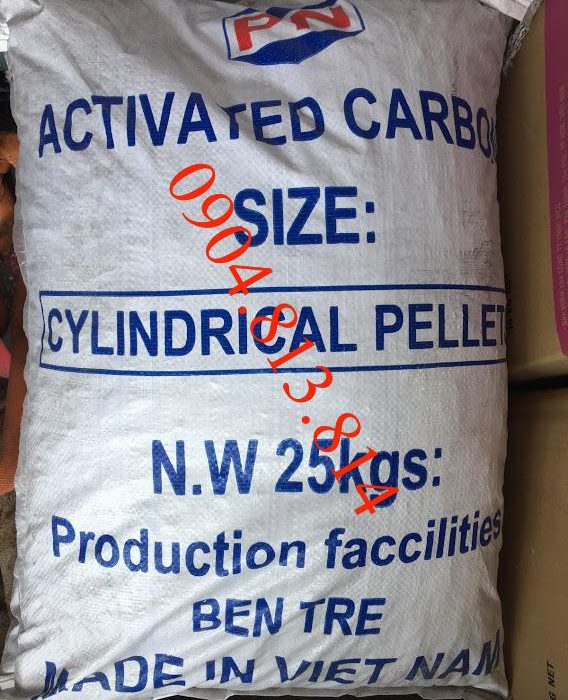 PN
ACTIVATED CARBON
SIZE:
CYLINDRICAL PELLET
N.W 25kgs:
Production faccilities
BEN TRE
MADE IN VIET NAM
0904.813.814